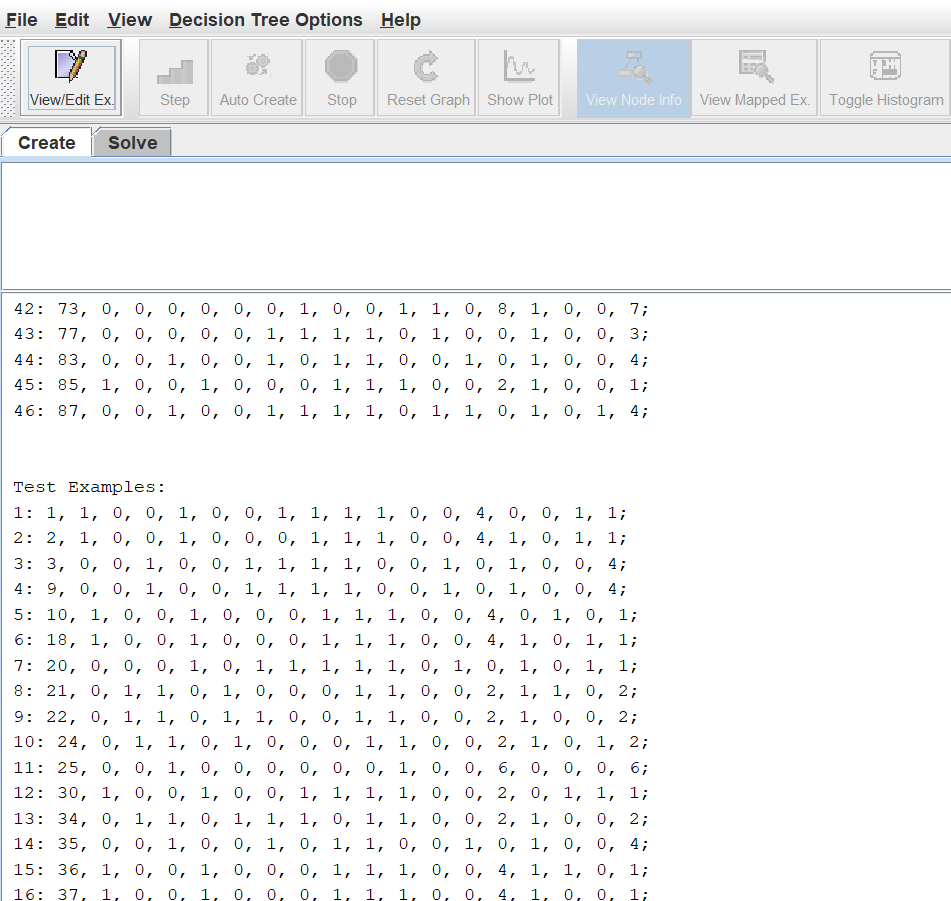 File Edit View Decision Tree Options Help
View/Edit Ex. Step Auto Create Stop Reset Graph Show Plot View Node Info View Mapped Ex. Toggle Histogram
Create Solve
42: 73, 0, 0, 0, 0, 0, 0, 1, 0, 0, 1, 1, 0, 8, 1, 0, 0, 7;
43: 77, 0, 0, 0, 0, 0, 1, 1, 1, 1, 0, 1, 0, 0, 1, 0, 0, 3;
44: 83, 0, 0, 1, 0, 0, 1, 0, 1, 1, 0, 0, 1, 0, 1, 0, 0, 4;
45: 85, 1, 0, 0, 1, 0, 0, 0, 1, 1, 1, 0, 0, 2, 1, 0, 0, 1;
46: 87, 0, 0, 1, 0, 0, 1, 1, 1, 1, 0, 1, 1, 0, 1, 0, 1, 4;
Test Examples:
1: 1, 1, 0, 0, 1, 0, 0, 1, 1, 1, 1, 0, 0, 4, 0, 0, 1, 1;
2: 2, 1, 0, 0, 1, 0, 0, 0, 1, 1, 1, 0, 0, 4, 1, 0, 1, 1;
3: 3, 0, 0, 1, 0, 0, 1, 1, 1, 1, 0, 0, 1, 0, 1, 0, 0, 4;
4: 9, 0, 0, 1, 0, 0, 1, 1, 1, 1, 0, 0, 1, 0, 1, 0, 0, 4;
5: 10, 1, 0, 0, 1, 0, 0, 0, 1, 1, 1, 0, 0, 4, 0, 1, 0, 1;
6: 18, 1, 0, 0, 1, 0, 0, 0, 1, 1, 1, 0, 0, 4, 1, 0, 1, 1;
7: 20, 0, 0, 0, 1, 0, 1, 1, 1, 1, 1, 0, 1, 0, 1, 0, 1, 1;
8: 21, 0, 1, 1, 0, 1, 0, 0, 0, 1, 1, 0, 0, 2, 1, 1, 0, 2;
9: 22, 0, 1, 1, 0, 1, 1, 0, 0, 1, 1, 0, 0, 2, 1, 0, 0, 2;
10: 24, 0, 1, 1, 0, 1, 0, 0, 0, 1, 1, 0, 0, 2, 1, 0, 1, 2;
11: 25, 0, 0, 1, 0, 0, 0, 0, 0, 0, 1, 0, 0, 6, 0, 0, 0, 6;
12: 30, 1, 0, 0, 1, 0, 0, 1, 1, 1, 1, 0, 0, 2, 0, 1, 1, 1;
13: 34, 0, 1, 1, 0, 1, 1, 1, 0, 1, 1, 0, 0, 2, 1, 0, 0, 2;
14: 35, 0, 0, 1, 0, 0, 1, 0, 1, 1, 0, 0, 1, 0, 1, 0, 0, 4;
15: 36, 1, 0, 0, 1, 0, 0, 0, 1, 1, 1, 0, 0, 4, 1, 1, 0, 1;
16: 37, 1, 0, 0, 1, 0, 0, 0, 1, 1, 1, 0, 0, 4, 1, 0, 0, 1;